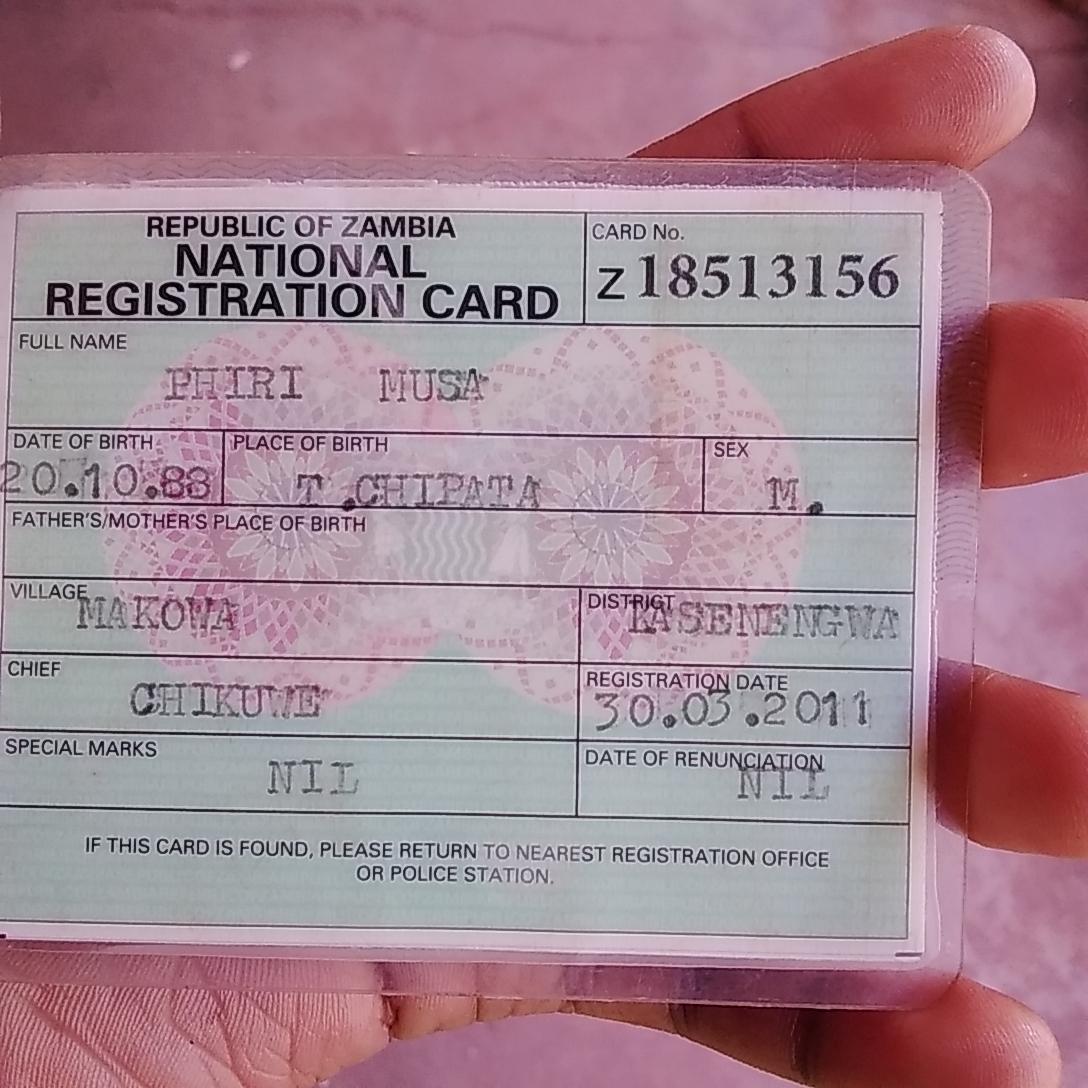 REPUBLIC OF ZAMBIA
NATIONAL
REGISTRATION CARD
CARD No.
Z18513156
FULL NAME
PHIRI MUSA
DATE OF BIRTH
20.10.88
PLACE OF BIRTH
T.CHIPATA
SEX
M.
FATHER'S/MOTHER'S PLACE OF BIRTH
VILLAGE
MAKOWA
DISTRICT
KASENENGWA
CHIEF
CHIKUWE
REGISTRATION DATE
30.03.2011
SPECIAL MARKS
NIL
DATE OF RENUNCIATION
NIL
IF THIS CARD IS FOUND, PLEASE RETURN TO NEAREST REGISTRATION OFFICE
OR POLICE STATION.